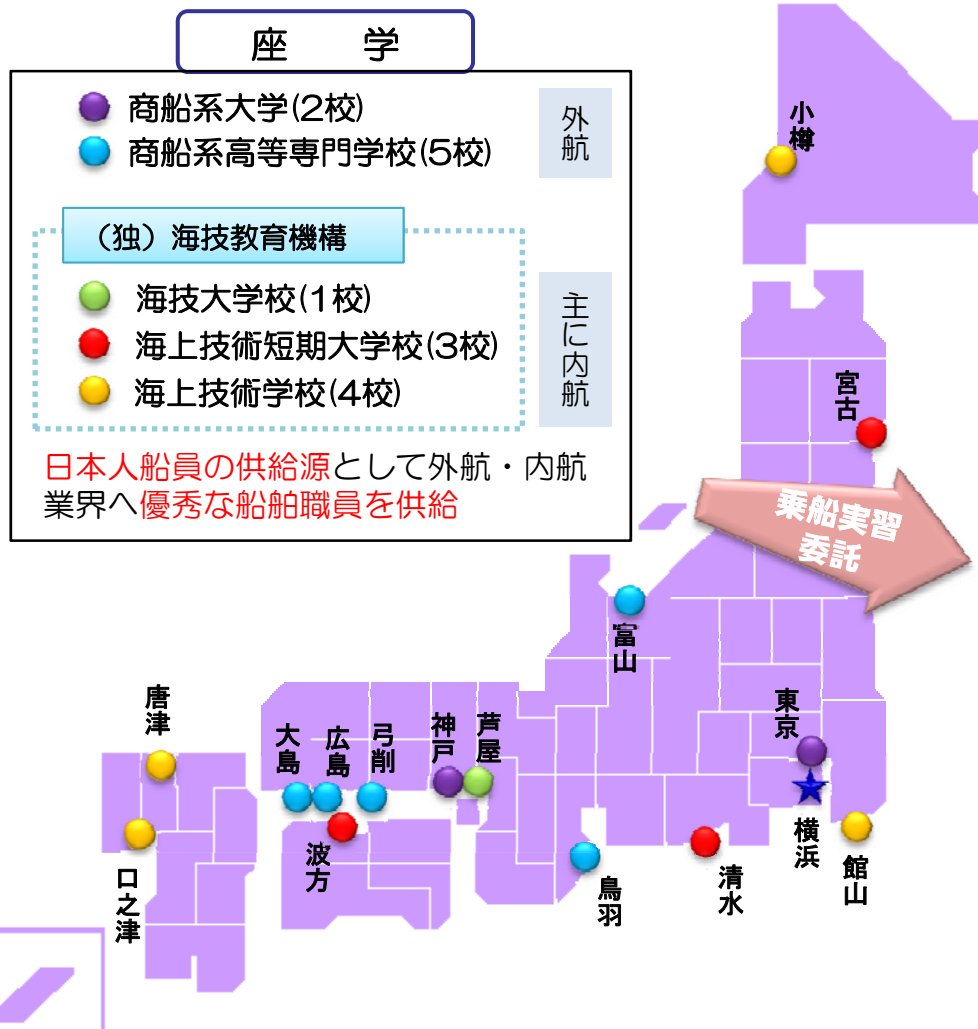 座　学
商船系大学(2校)
商船系高等専門学校(5校)
外航
（独）海技教育機構
海技大学校(1校)
海上技術短期大学校(3校)
海上技術学校(4校)
主に内航
日本人船員の供給源として外航・内航
業界へ優秀な船舶職員を供給
小樽
宮古
乗船実習
委託
富山
唐津
大島
広島
弓削
神戸
芦屋
東京
横浜
館山
波方
鳥羽
清水
口之津